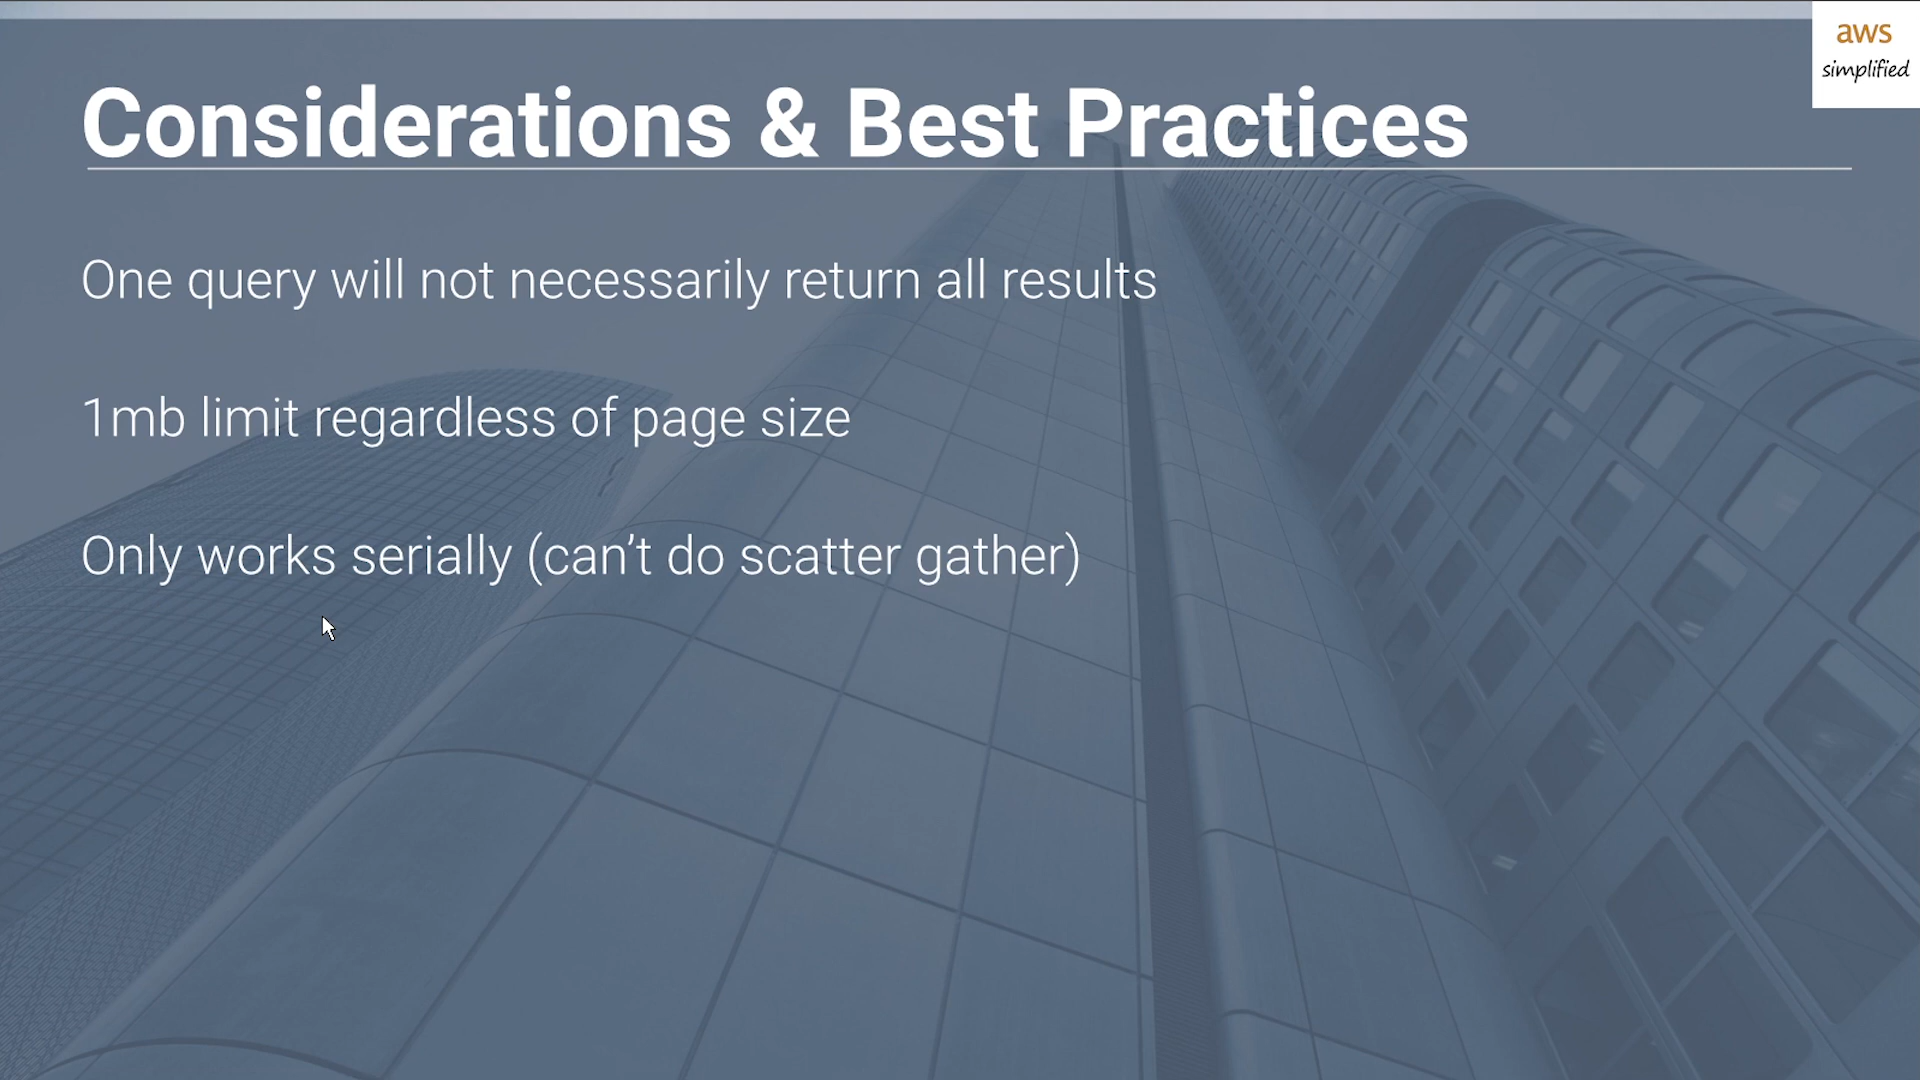 aws
simplified
Considerations & Best Practices
One query will not necessarily return all results
1mb limit regardless of page size
Only works serially (can’t do scatter gather)